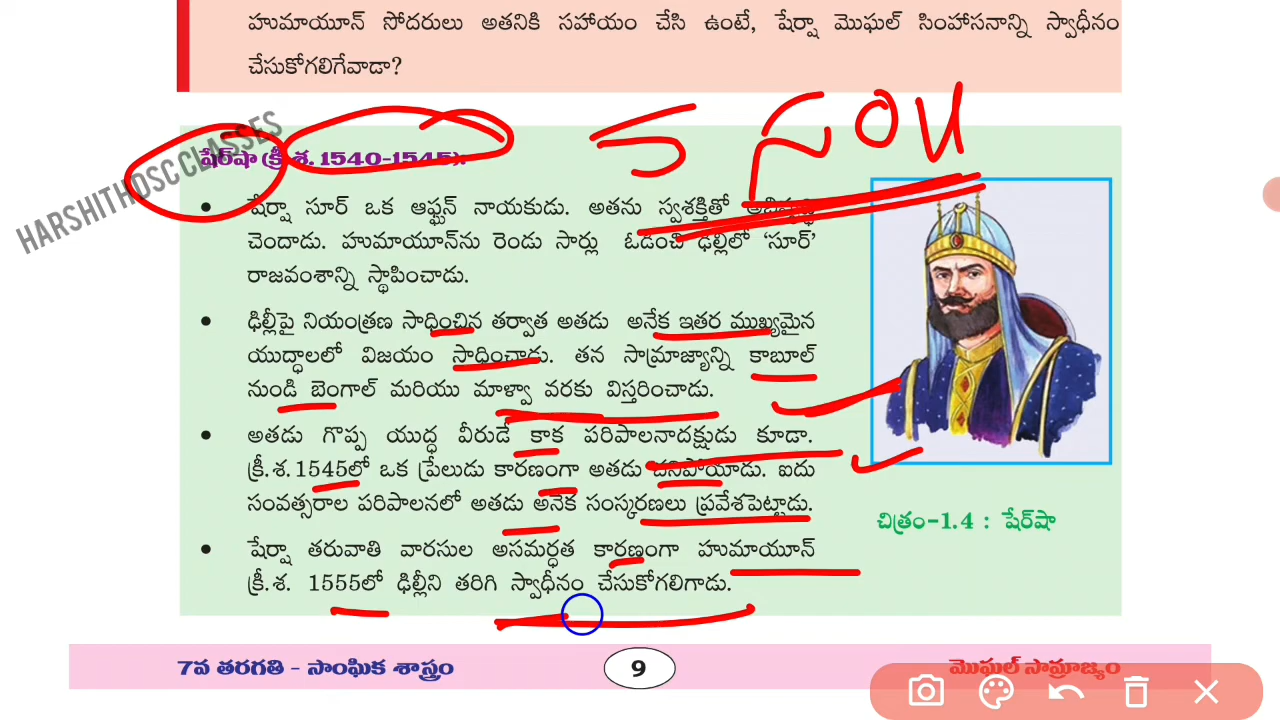 హుమాయూన్ సోదరులు అతనికి సహాయం చేసి ఉంటే, షేర్షా మొఘల్ సింహాసనాన్ని స్వాధీనం
చేసుకోగలిగేవాడా?
HARSHITHOSC CLASSES
షేర్‌షా (క్రీ.శ. 1540-1545):
షేర్షా సూర్ ఒక ఆఫ్ఘన్ నాయకుడు. అతను స్వశక్తితో అభివృద్ధి
చెందాడు. హుమాయూన్‌ను రెండు సార్లు ఓడించి ఢిల్లీలో ‘సూర్’
రాజవంశాన్ని స్థాపించాడు.
ఢిల్లీపై నియంత్రణ సాధించిన తర్వాత అతడు అనేక ఇతర ముఖ్యమైన
యుద్ధాలలో విజయం సాధించాడు. తన సామ్రాజ్యాన్ని కాబూల్
నుండి బెంగాల్ మరియు మాళ్వా వరకు విస్తరించాడు.
అతడు గొప్ప యుద్ధ వీరుడే కాక పరిపాలనాదక్షుడు కూడా.
క్రీ.శ.1545లో ఒక ప్రేలుడు కారణంగా అతడు చనిపోయాడు. ఐదు
సంవత్సరాల పరిపాలనలో అతడు అనేక సంస్కరణలు ప్రవేశపెట్టాడు.
షేర్షా తరువాతి వారసుల అసమర్ధత కారణంగా హుమాయూన్
క్రీ.శ. 1555లో ఢిల్లీని తిరిగి స్వాధీనం చేసుకోగలిగాడు.
చిత్రం-1.4 : షేర్‌షా
7వ తరగతి - సాంఘిక శాస్త్రం
9
మొఘల్ సామ్రాజ్యం